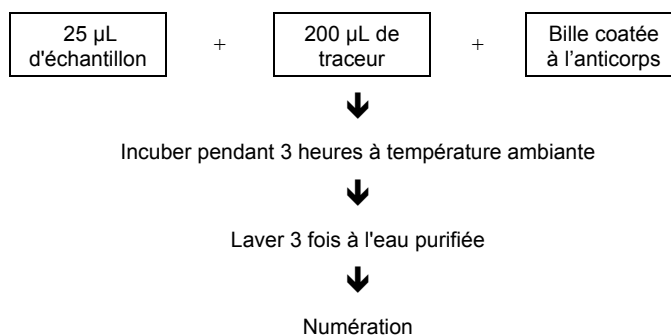 25 µL
d'échantillon
+
200 µL de
traceur
+
Bille coatée
à l’anticorps
Incuber pendant 3 heures à température ambiante
Laver 3 fois à l'eau purifiée
Numération